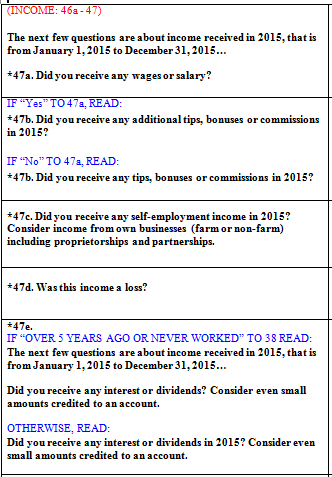 (INCOME: 46a - 47)
The next few questions are about income received in 2015, that is
from January 1, 2015 to December 31, 2015…
*47a. Did you receive any wages or salary?
IF “Yes” TO 47a, READ:
*47b. Did you receive any additional tips, bonuses or commissions
in 2015?
IF “No” TO 47a, READ:
*47b. Did you receive any tips, bonuses or commissions in 2015?
*47c. Did you receive any self-employment income in 2015?
Consider income from own businesses (farm or non-farm)
including proprietorships and partnerships.
*47d. Was this income a loss?
*47e.
IF “OVER 5 YEARS AGO OR NEVER WORKED” TO 38 READ:
The next few questions are about income received in 2015, that is
from January 1, 2015 to December 31, 2015…
Did you receive any interest or dividends? Consider even small
amounts credited to an account.
OTHERWISE, READ:
Did you receive any interest or dividends in 2015? Consider even
small amounts credited to an account.